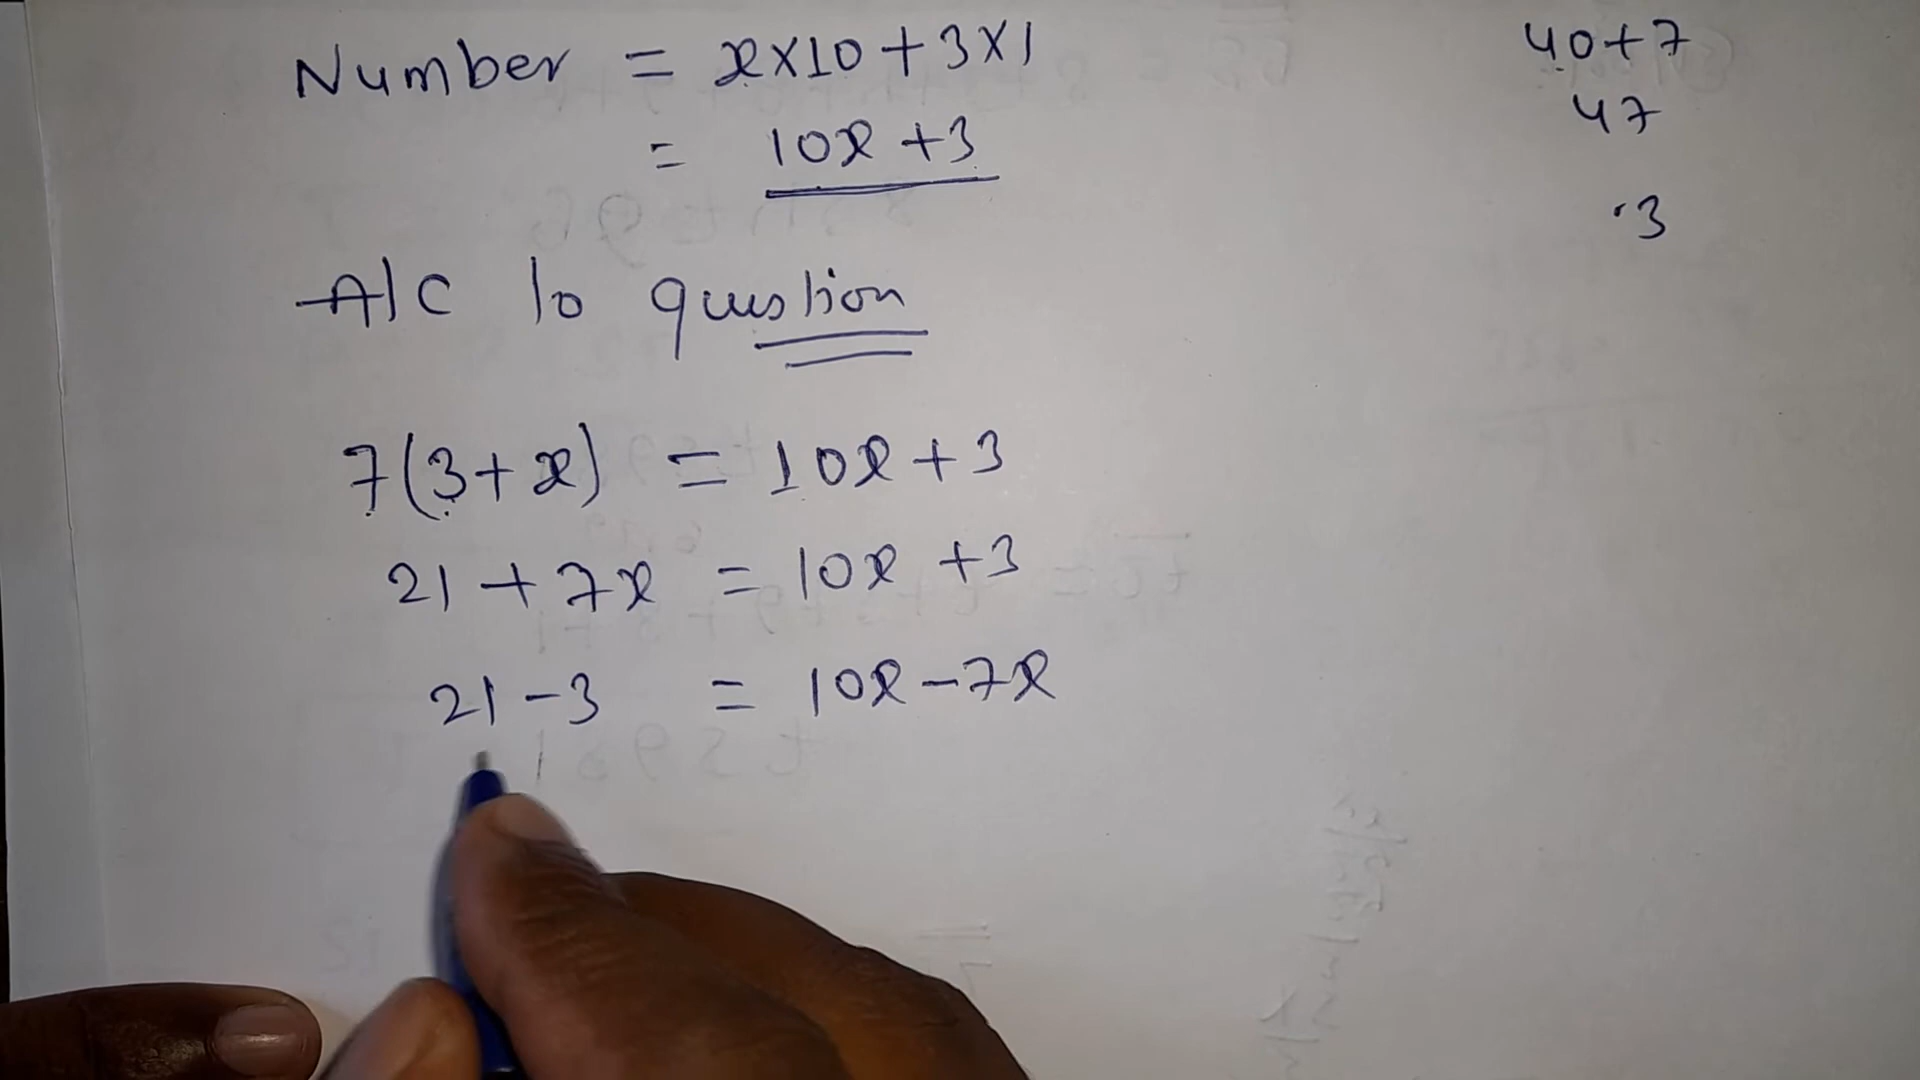 Number = x×10+3×1
= 10x+3
A/C to question
7(3+x) = 10x+3
21+7x = 10x+3
21-3 = 10x-7x
40+7
47
3